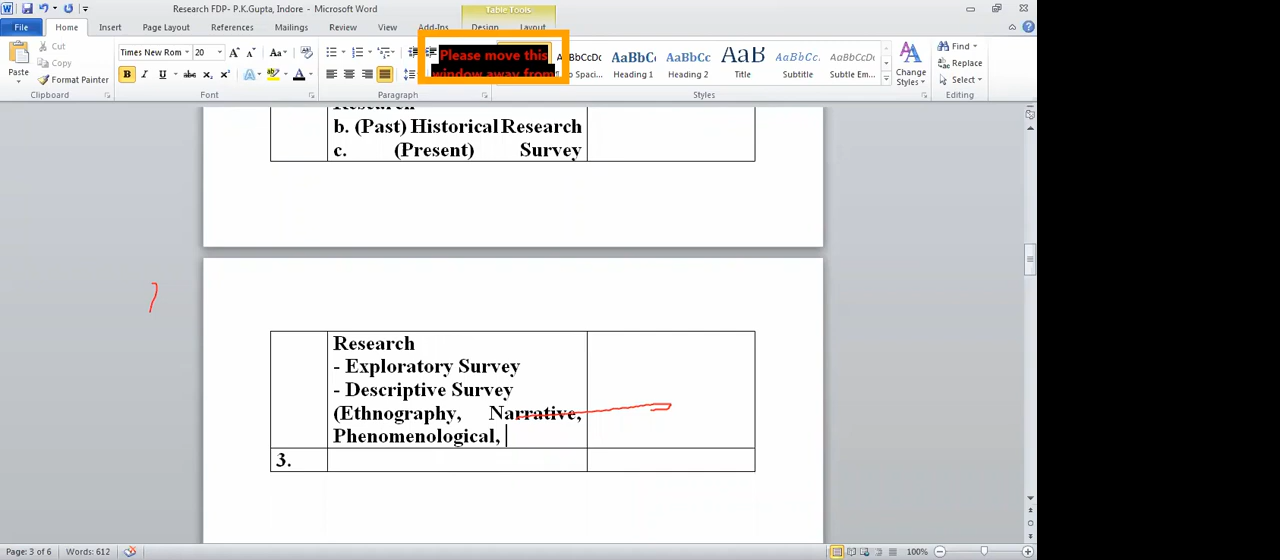 Research FDP- P.K.Gupta, Indore - Microsoft Word
Table Tools
File Home Insert Page Layout References Mailings Review View Add-Ins Design Layout
Paste
Cut
Copy
Format Painter
Clipboard
Times New Rom 20
Font
Paragraph
Please move this
window away from
AaBbCc AaBbCc AaB AaBbCc. AaBbCcDc
Heading 1 Heading 2 Title Subtitle Subtle Em...
Styles
Change
Styles
Find
Replace
Select
Editing
Research
b. (Past) Historical Research
c. (Present) Survey
Research
- Exploratory Survey
- Descriptive Survey
(Ethnography, Narrative,
Phenomenological,
3.
Page: 3 of 6 Words: 612 100%